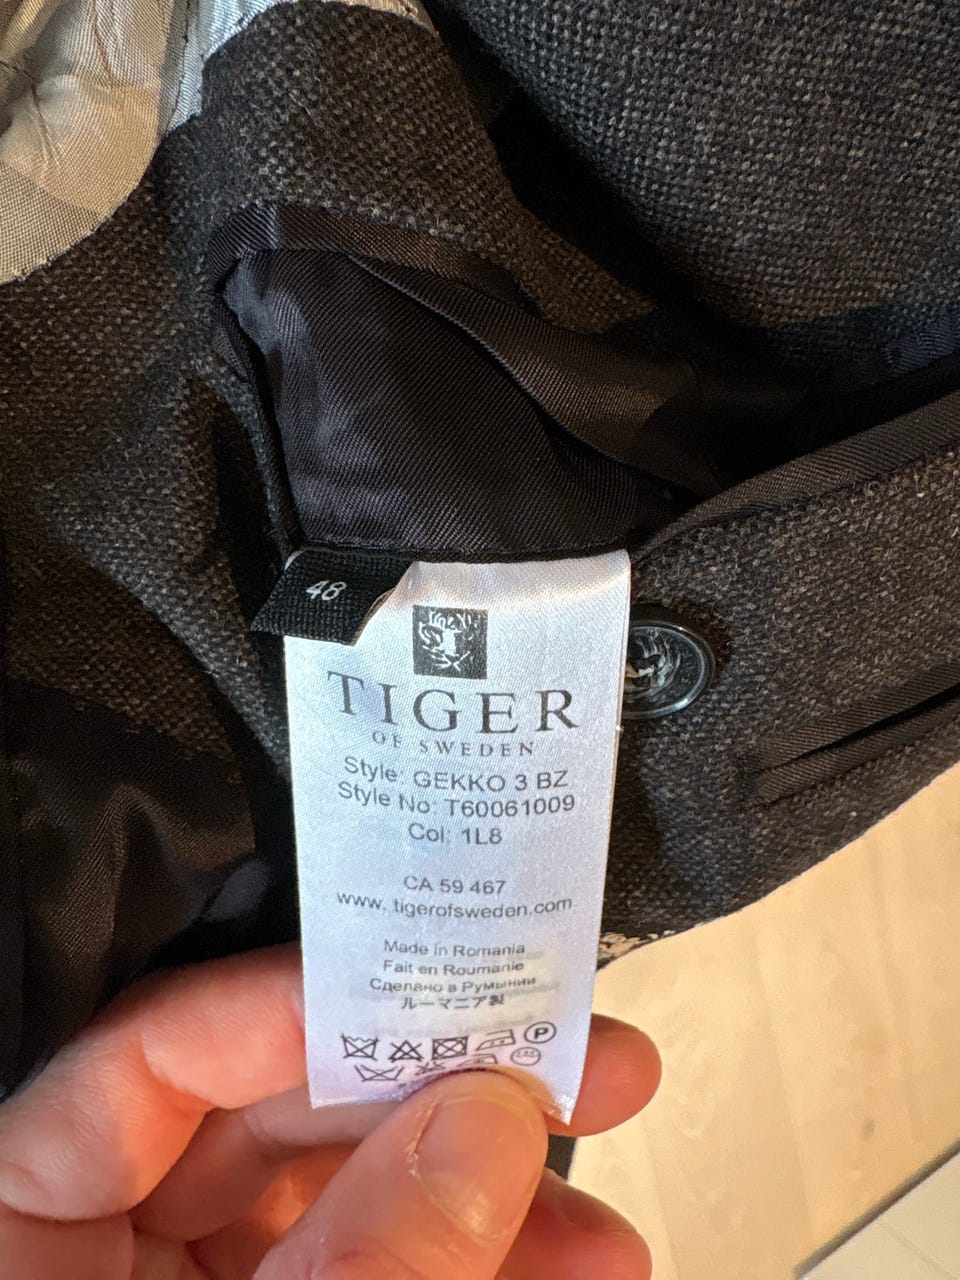 48
TIGER
OF SWEDEN
Style: GEKKO 3 BZ
Style No: T60061009
Col: 1L8
CA 59 467
www. tigerofsweden.com
Made in Romania
Fait en Roumanie
Сделано в Румынии
ルーマニア製
P